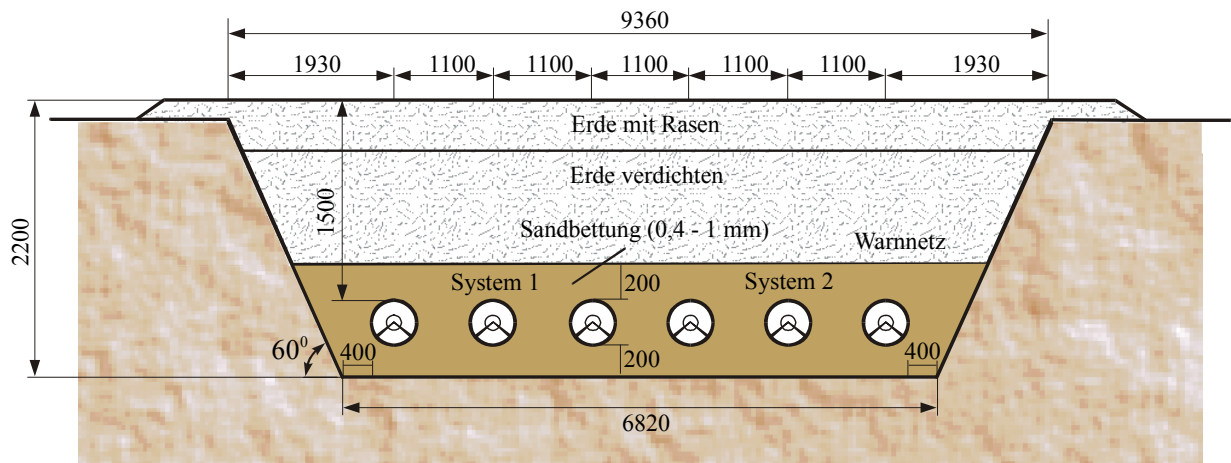 9360
1930 1100 1100 1100 1100 1100 1930
Erde mit Rasen
Erde verdichten
1500
2200
Sandbettung (0,4 - 1 mm)
Warnnetz
System 1
200
System 2
60⁰
400
200
400
6820